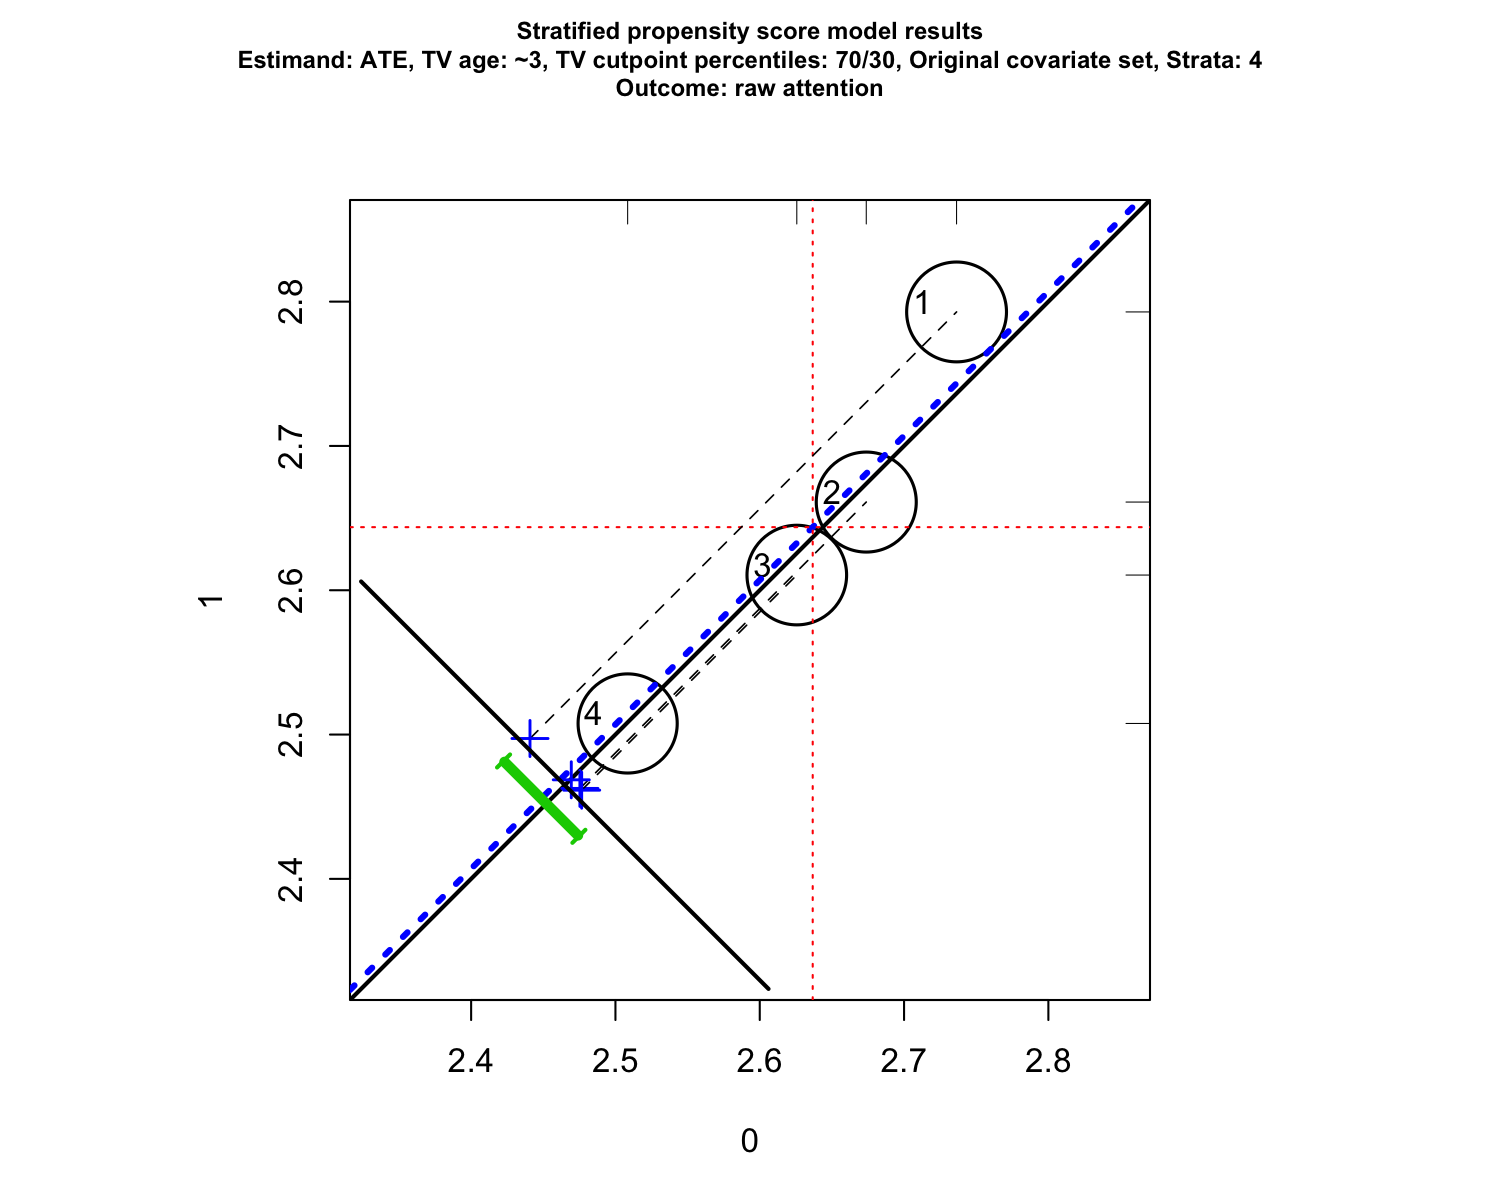 Stratified propensity score model results
Estimand: ATE, TV age: ~3, TV cutpoint percentiles: 70/30, Original covariate set, Strata: 4
Outcome: raw attention
1
2.8
2.7
2.6
2.5
2.4
1
2
3
4
2.4 2.5 2.6 2.7 2.8
0